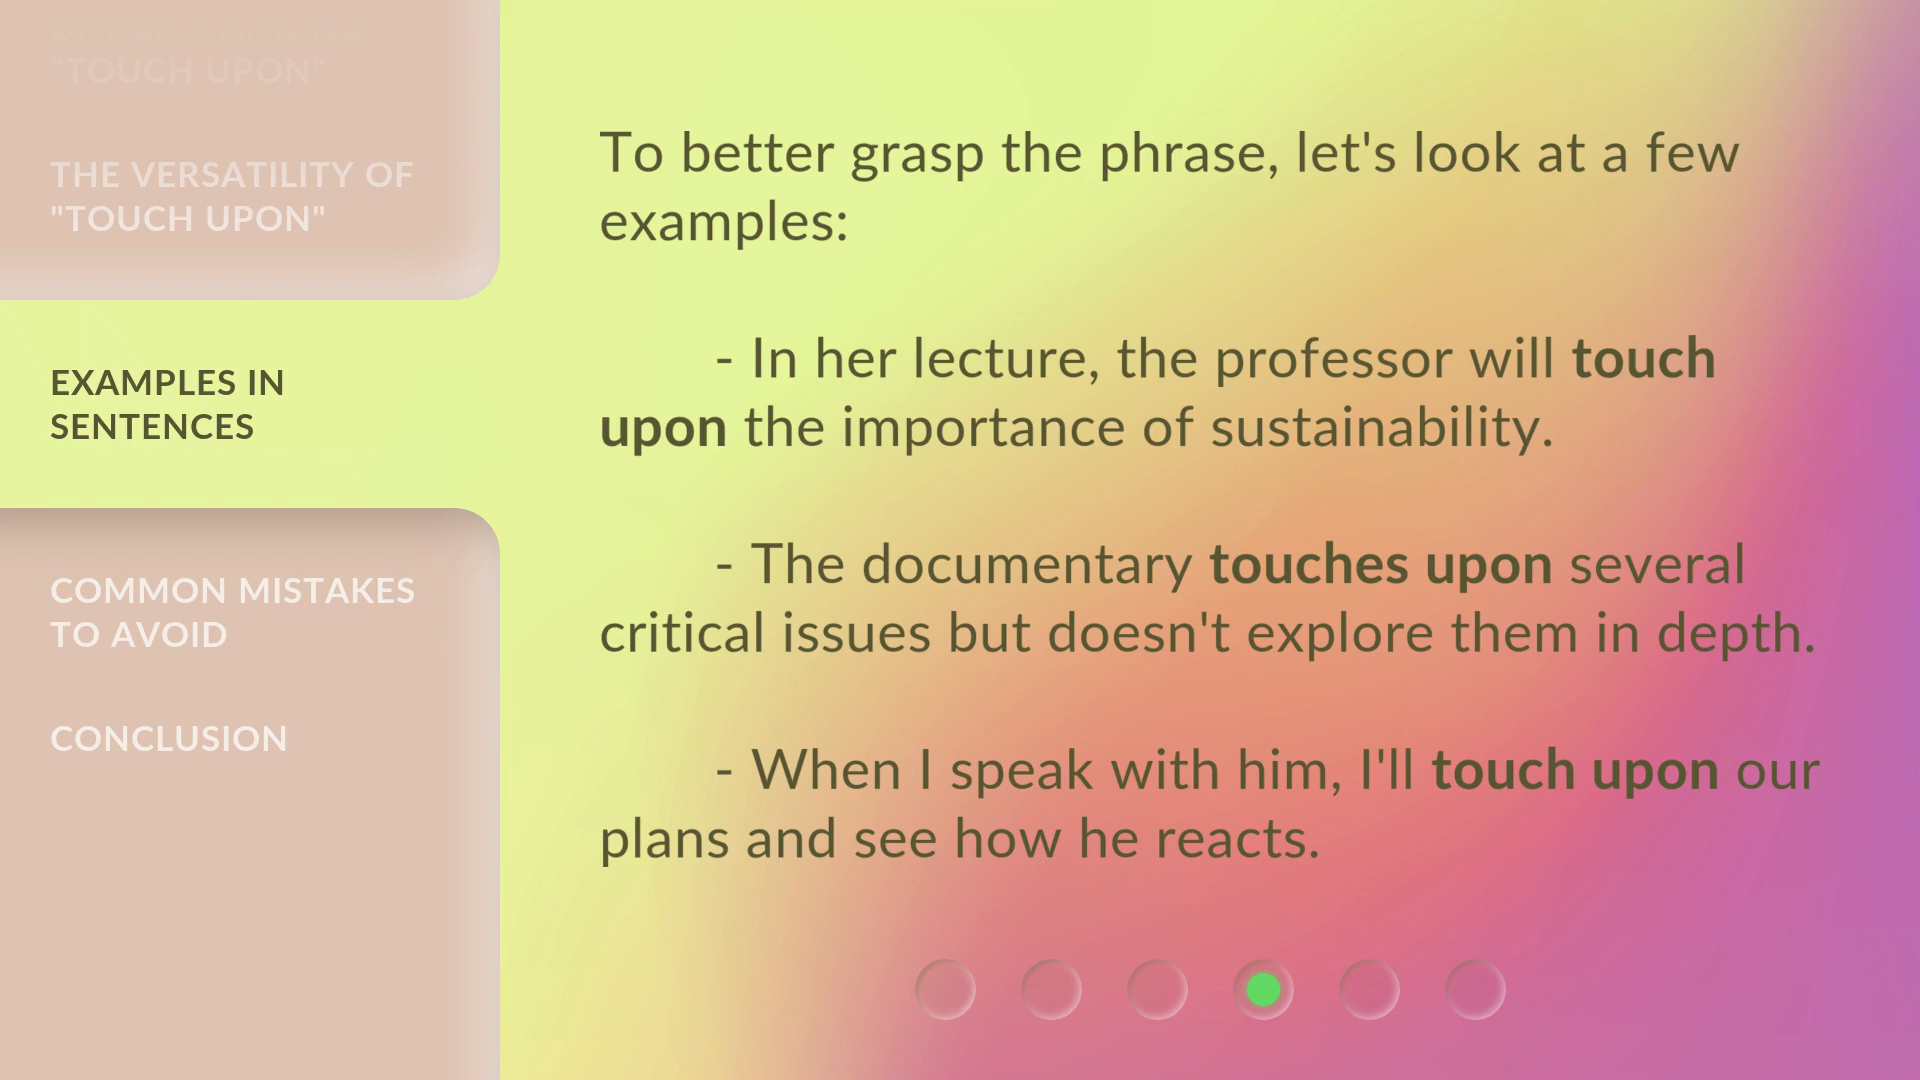 UNDERSTANDING
"TOUCH UPON"
THE VERSATILITY OF
"TOUCH UPON"
EXAMPLES IN
SENTENCES
COMMON MISTAKES
TO AVOID
CONCLUSION
To better grasp the phrase, let's look at a few
examples:
- In her lecture, the professor will touch
upon the importance of sustainability.
- The documentary touches upon several
critical issues but doesn't explore them in depth.
- When I speak with him, I'll touch upon our
plans and see how he reacts.